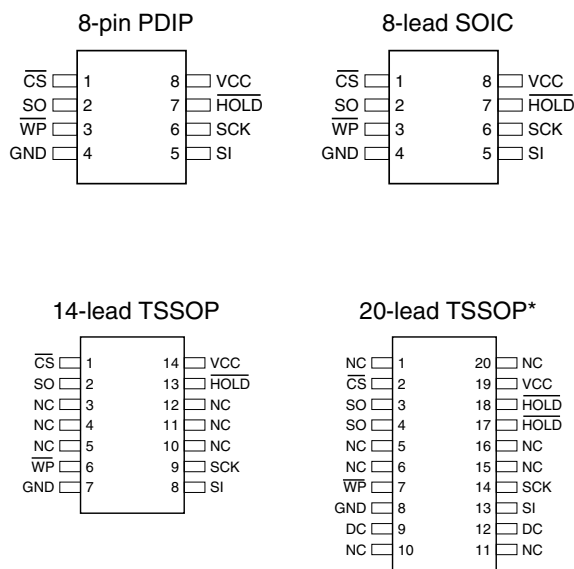 8-pin PDIP
CS 1 8 VCC
SO 2 7 HOLD
WP 3 6 SCK
GND 4 5 SI
8-lead SOIC
CS 1 8 VCC
SO 2 7 HOLD
WP 3 6 SCK
GND 4 5 SI
14-lead TSSOP
CS 1 14 VCC
SO 2 13 HOLD
NC 3 12 NC
NC 4 11 NC
NC 5 10 NC
WP 6 9 SCK
GND 7 8 SI
20-lead TSSOP*
NC 1 20 NC
CS 2 19 VCC
SO 3 18 HOLD
SO 4 17 HOLD
NC 5 16 NC
NC 6 15 NC
WP 7 14 SCK
GND 8 13 SI
DC 9 12 DC
NC 10 11 NC